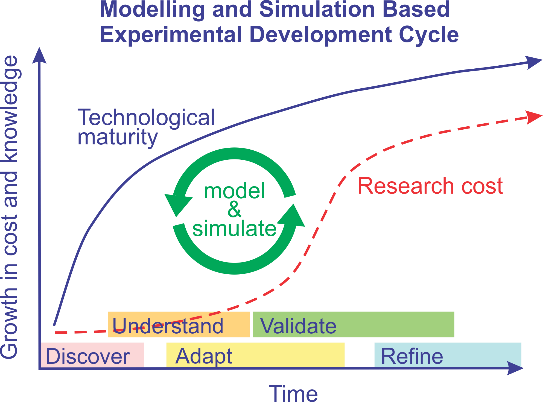 Modelling and Simulation Based
Experimental Development Cycle
Growth in cost and knowledge
Technological
maturity
model
&
simulate
Research cost
Understand
Validate
Discover
Adapt
Refine
Time